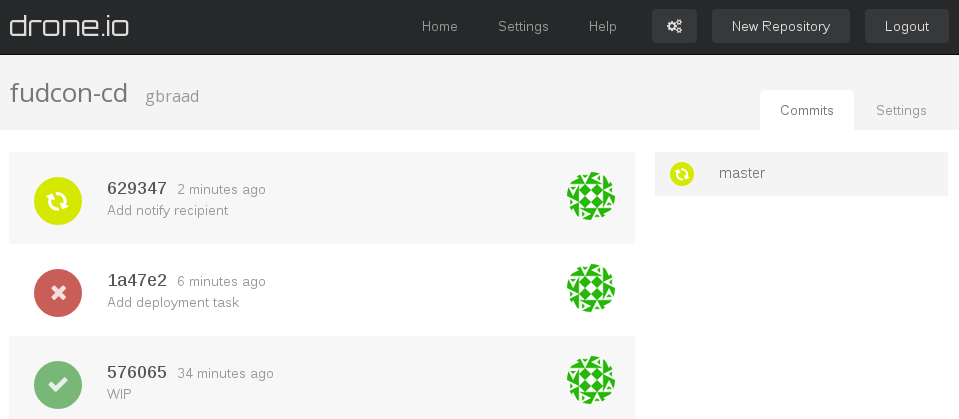 drone.io Home Settings Help New Repository Logout
fudcon-cd gbraad
Commits Settings
629347 2 minutes ago
Add notify recipient
master
1a47e2 6 minutes ago
Add deployment task
576065 34 minutes ago
WIP